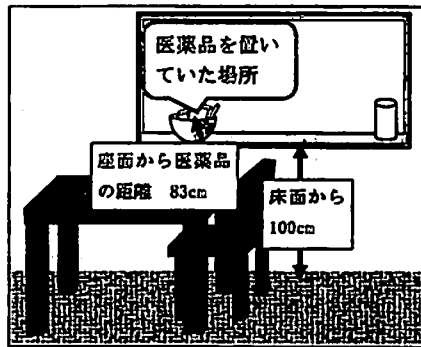 医薬品を置い
ていた場所
座面から医薬品
の距離 83cm
床面から
100cm